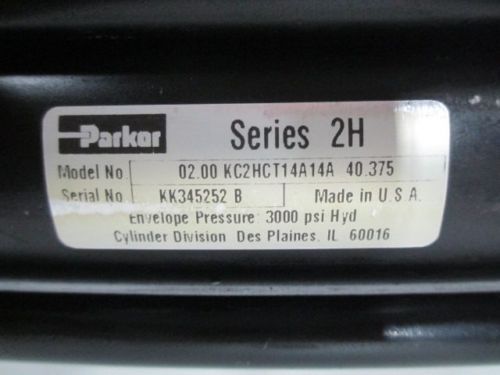 Parker Series 2H
Model No. 02.00 KC2HCT14A14A 40.375
Serial No. KK345252 B Made in U.S.A.
Envelope Pressure: 3000 psi Hyd
Cylinder Division Des Plaines, IL 60016